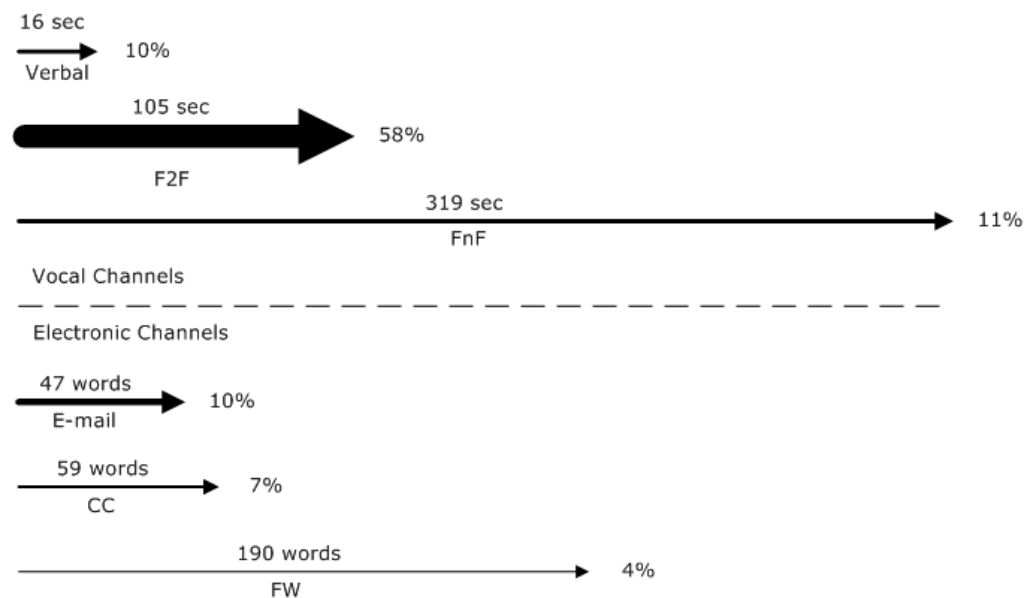 16 sec
10%
Verbal
105 sec
58%
F2F
319 sec
11%
FnF
Vocal Channels
Electronic Channels
47 words
10%
E-mail
59 words
7%
CC
190 words
4%
FW